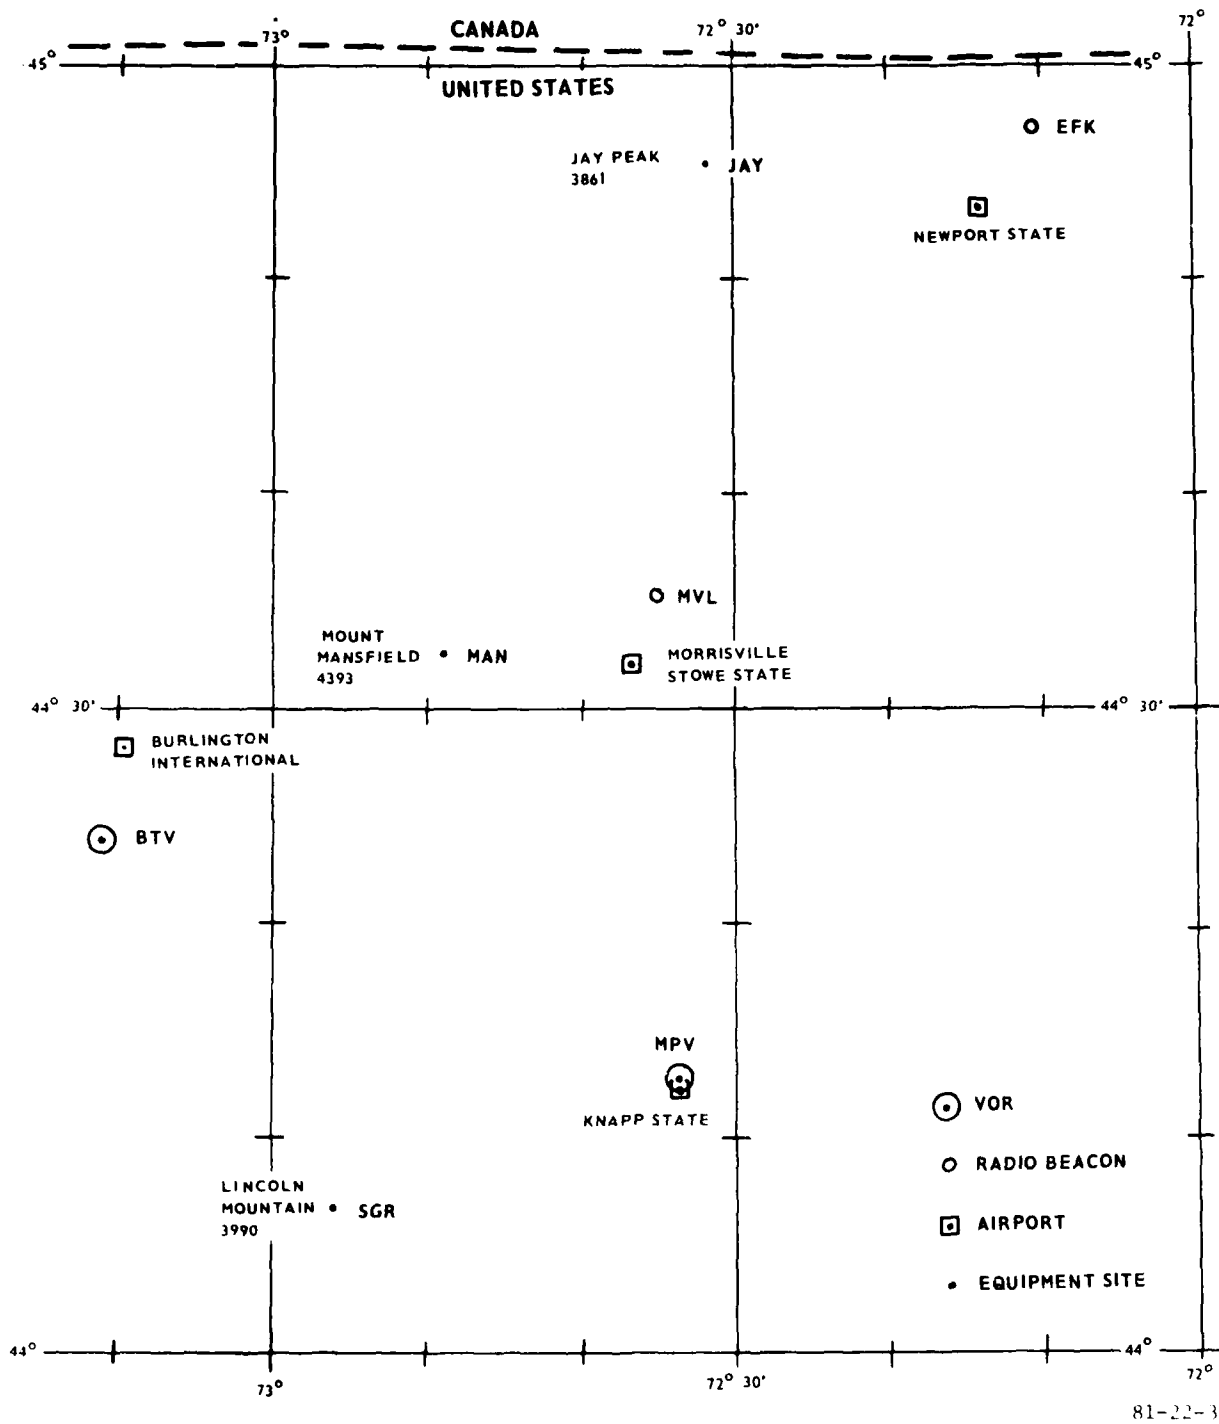 CANADA
73°
72° 30'
72°
45°
45°
UNITED STATES
EFK
JAY PEAK
3861
JAY
NEWPORT STATE
MVL
MOUNT
MANSFIELD
4393
MAN
MORRISVILLE
STOWE STATE
44° 30'
44° 30'
BURLINGTON
INTERNATIONAL
BTV
MPV
KNAPP STATE
VOR
RADIO BEACON
AIRPORT
EQUIPMENT SITE
LINCOLN
MOUNTAIN
3990
SGR
44°
44°
73°
72° 30'
72°
81-22-3